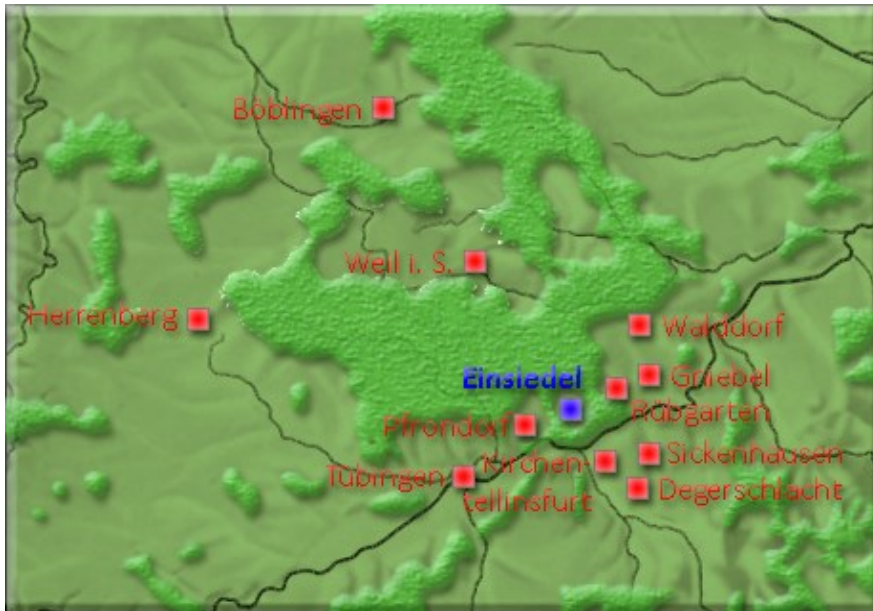 Böblingen
Weil i. S.
Herrenberg
Walddorf
Einsiedel
Gniebel
Rübgarten
Pfrondorf
Kirchen-
tellinsfurt
Sickenhausen
Tübingen
Degerschlacht